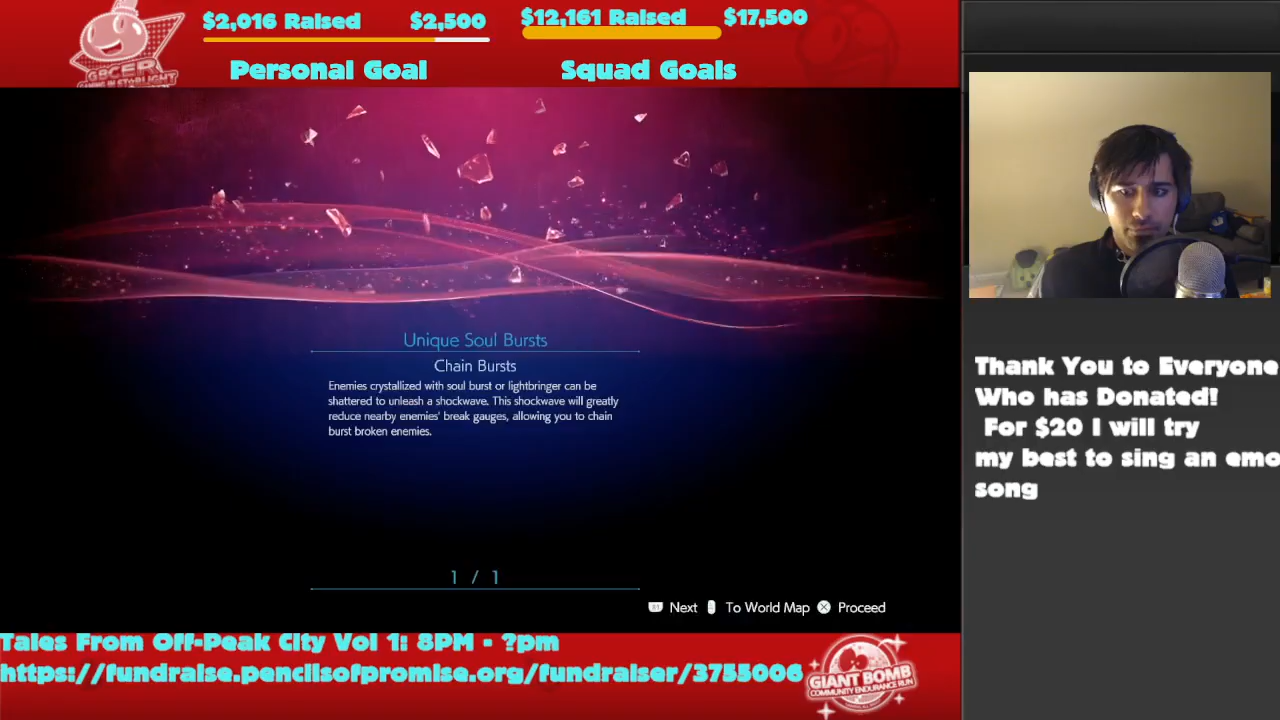 $2,016 Raised $2,500
$12,161 Raised $17,500
Personal Goal
Squad Goals
GBCER
GAMING IN STARLIGHT
Unique Soul Bursts
Chain Bursts
Enemies crystallized with soul burst or lightbringer can be
shattered to unleash a shockwave. This shockwave will greatly
reduce nearby enemies' break gauges, allowing you to chain
burst broken enemies.
1 / 1
Next To World Map Proceed
Thank You to Everyone
Who has Donated!
For $20 I will try
my best to sing an emo
song
Tales From Off-Peak City Vol 1: 8PM - ?pm
https://fundraise.pencilsofpromise.org/fundraiser/3755006
GIANT BOMB
COMMUNITY ENDURANCE RUN